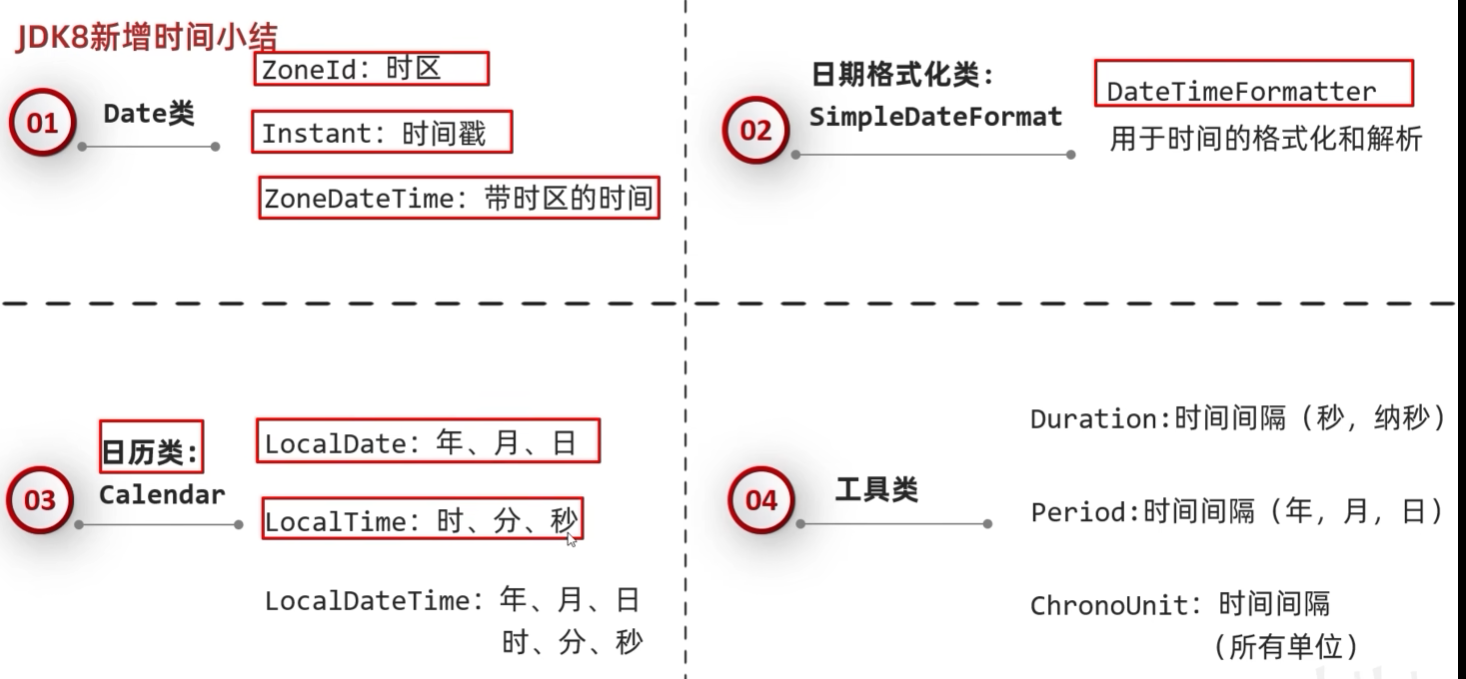 JDK8新增时间小结
01
Date类
ZoneId：时区
Instant：时间戳
ZoneDateTime：带时区的时间
02
日期格式化类：
SimpleDateFormat
DateTimeFormatter
用于时间的格式化和解析
03
日历类：
Calendar
LocalDate：年、月、日
LocalTime：时、分、秒
LocalDateTime：年、月、日
时、分、秒
04
工具类
Duration:时间间隔（秒，纳秒）
Period:时间间隔（年，月，日）
ChronoUnit：时间间隔
（所有单位）